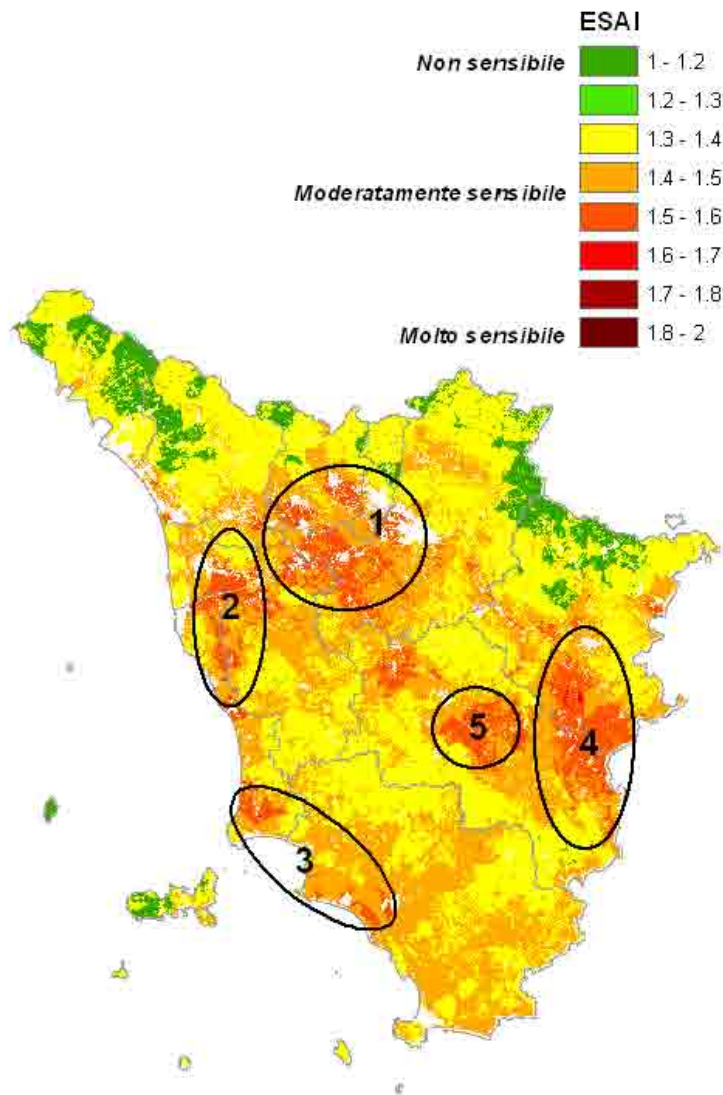 ESAI
Non sensibile 1 - 1.2
1.2 - 1.3
1.3 - 1.4
1.4 - 1.5
Moderatamente sensibile
1.5 - 1.6
1.6 - 1.7
1.7 - 1.8
Molto sensibile 1.8 - 2
1
2
5
4
3